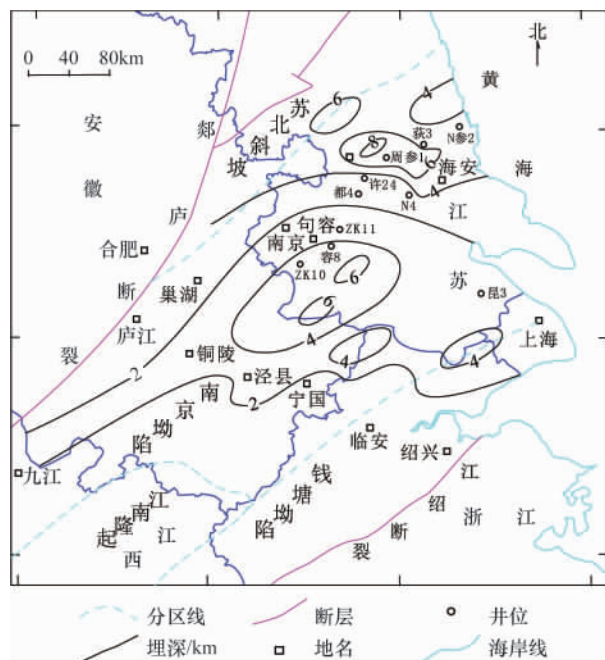 北
0 40 80km
黄
海
安徽
苏北斜坡
郯
庐
断
裂
6
4
8
荻3
N参2
周参1
6
海安
4
许24
都4
N4
江
苏
句容
ZK11
南京
容8
ZK10
6
6
4
昆3
合肥
巢湖
庐江
铜陵
2
泾县
2
宁国
4
4
上海
南京坳陷
临安
绍兴
九江
钱塘坳陷
江南隆起
江西
江
绍
断
裂
浙江
分区线
断层
井位
埋深/km
地名
海岸线